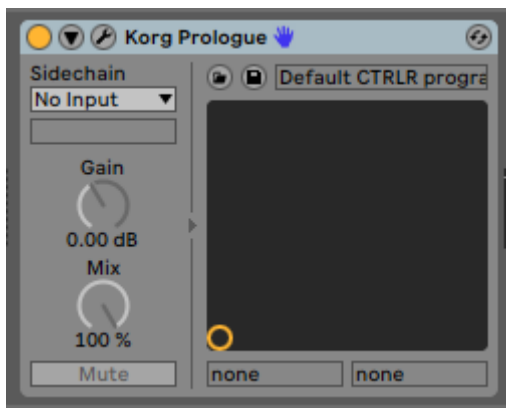 Korg Prologue
Sidechain
No Input
Default CTRLR progra
Gain
0.00 dB
Mix
100 %
Mute
none
none